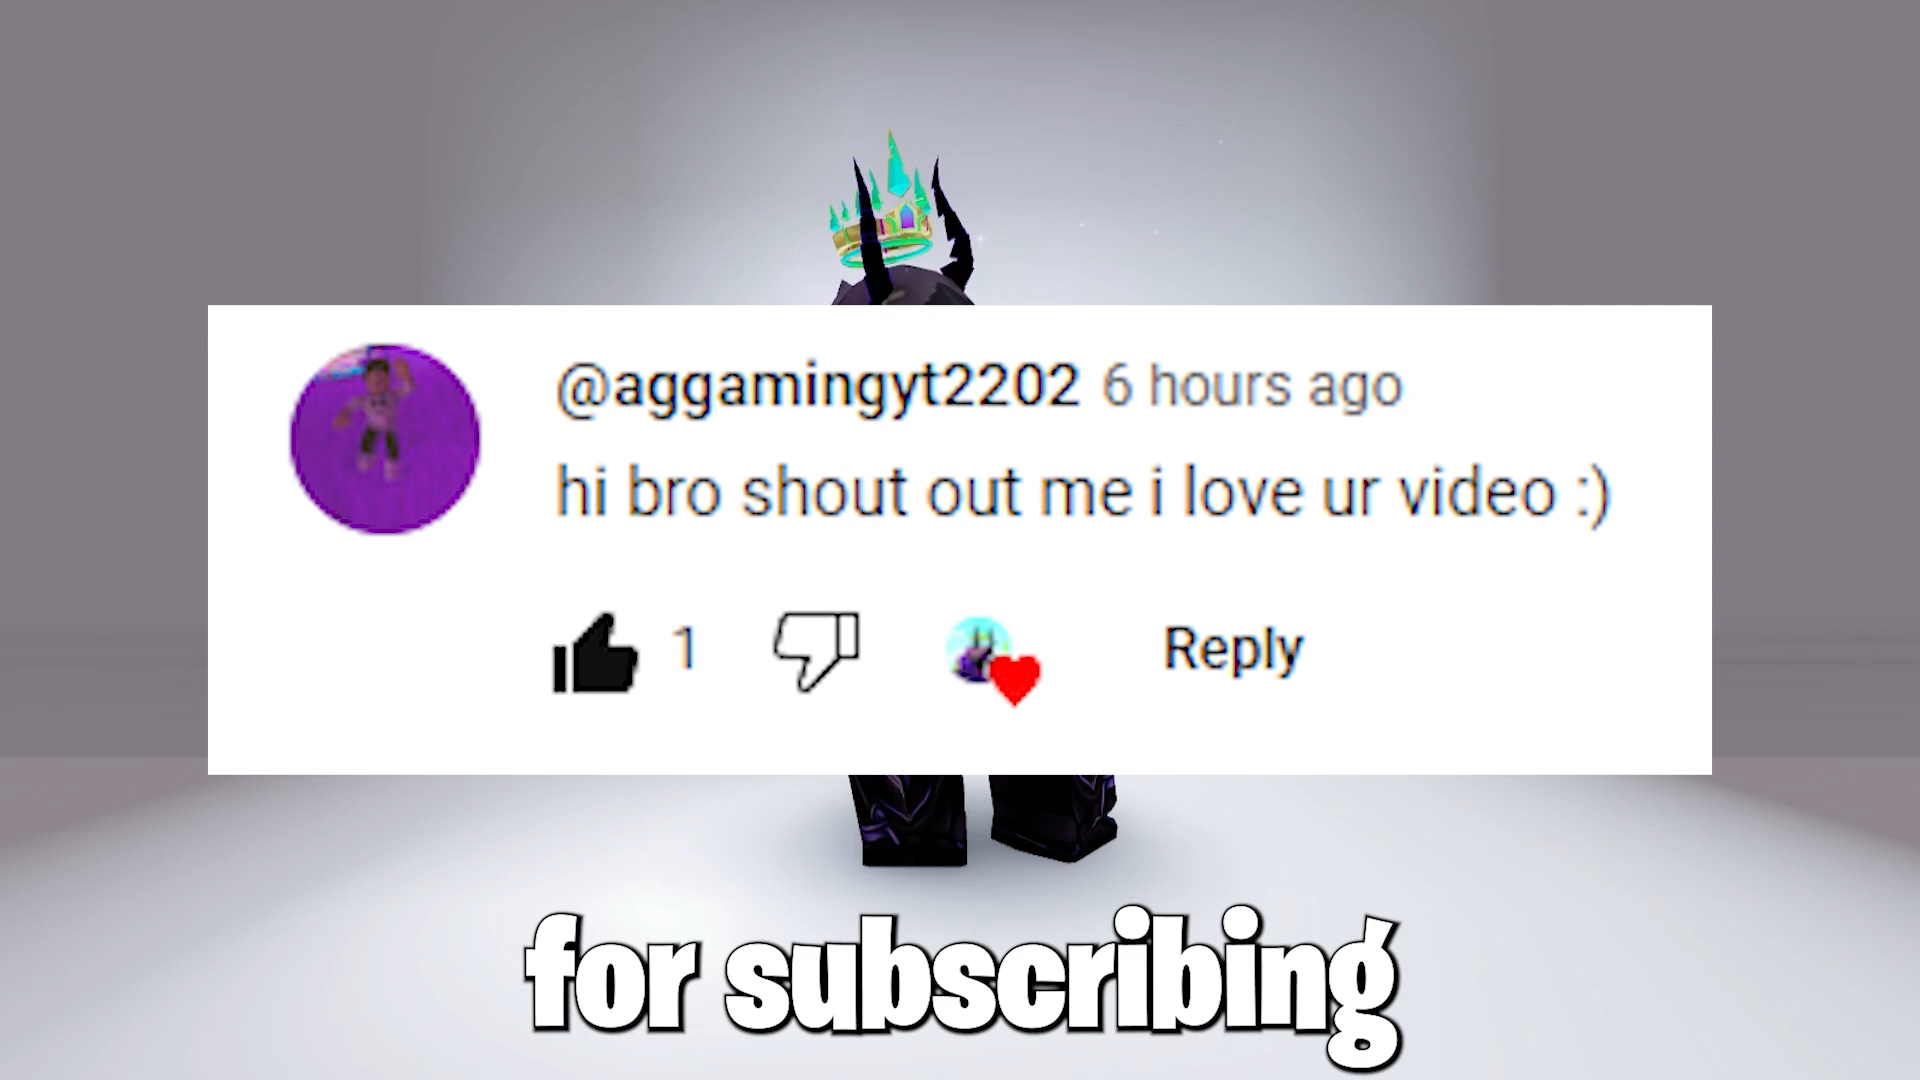 @aggamingyt2202 6 hours ago
hi bro shout out me i love ur video :)
1 Reply
for subscribing